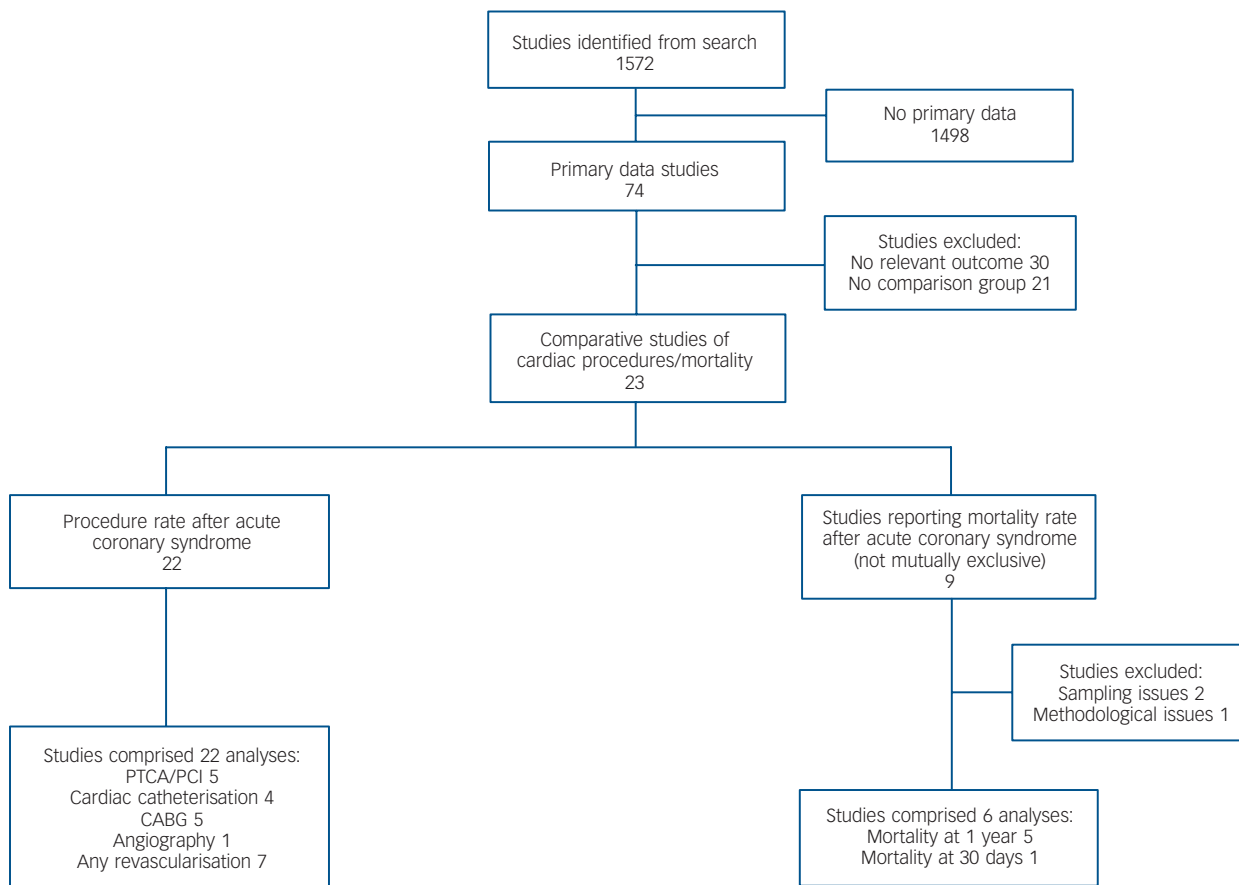 Studies identified from search
1572
No primary data
1498
Primary data studies
74
Studies excluded:
No relevant outcome 30
No comparison group 21
Comparative studies of
cardiac procedures/mortality
23
Procedure rate after acute
coronary syndrome
22
Studies reporting mortality rate
after acute coronary syndrome
(not mutually exclusive)
9
Studies excluded:
Sampling issues 2
Methodological issues 1
Studies comprised 22 analyses:
PTCA/PCI 5
Cardiac catheterisation 4
CABG 5
Angiography 1
Any revascularisation 7
Studies comprised 6 analyses:
Mortality at 1 year 5
Mortality at 30 days 1